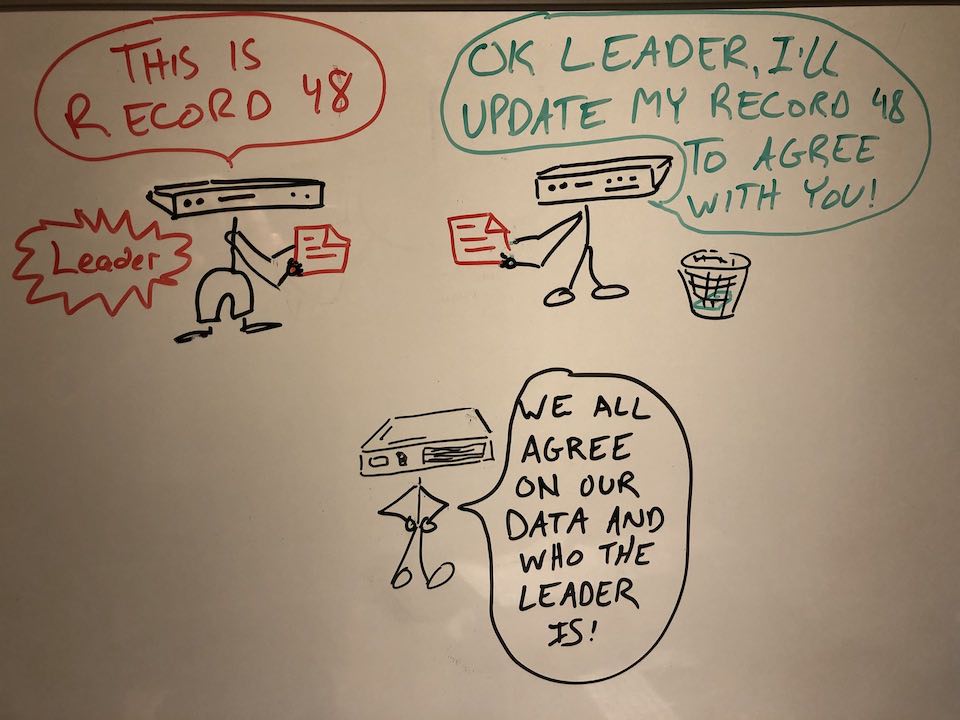 THIS IS
RECORD 48
Leader
OK LEADER, I'll
UPDATE MY RECORD 48
TO AGREE
WITH YOU!
WE ALL
AGREE
ON OUR
DATA AND
WHO THE
LEADER
IS!